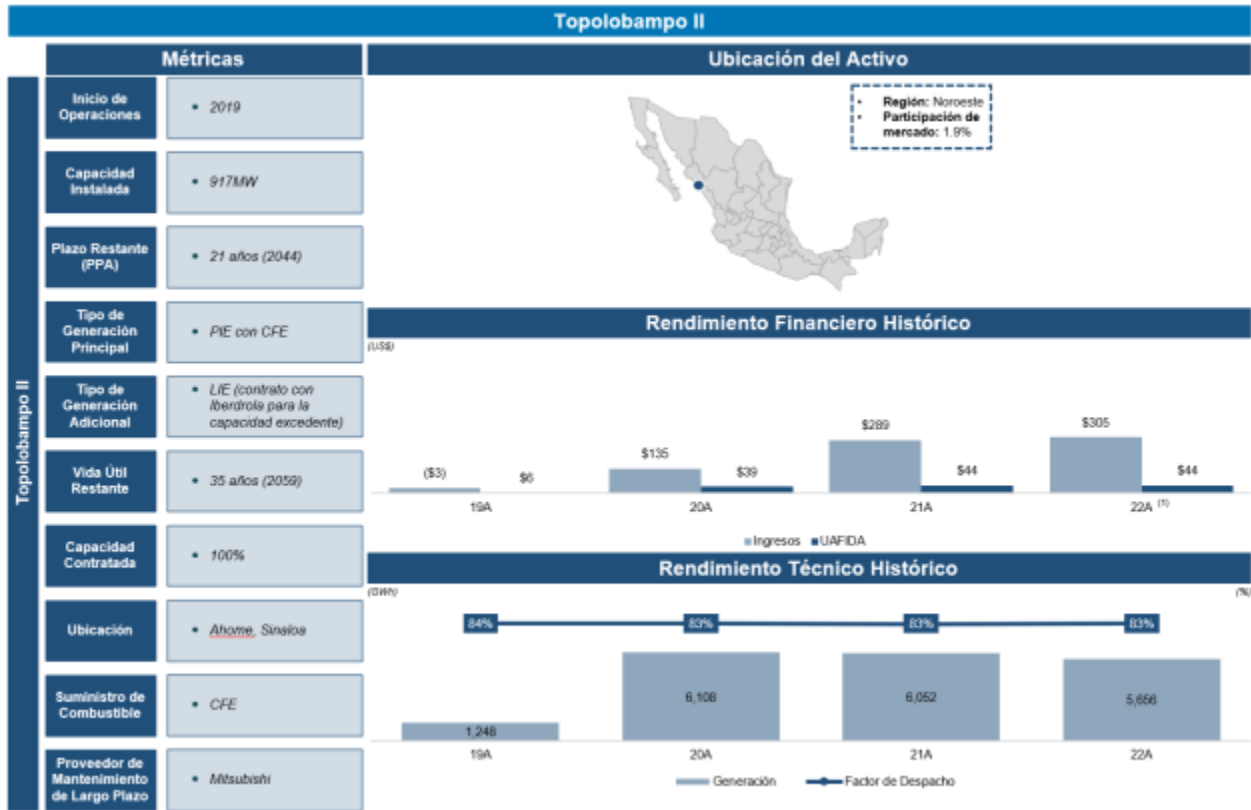 Topolobampo II
Métricas
Topolobampo II
Inicio de
Operaciones
• 2019
Capacidad
Instalada
• 917MW
Plazo Restante
(PPA)
• 21 años (2044)
Tipo de
Generación
Principal
• PIE con CFE
Tipo de
Generación
Adicional
• LIE (contrato con
Iberdrola para la
capacidad excedente)
Vida Útil
Restante
• 35 años (2059)
Capacidad
Contratada
• 100%
Ubicación
• Ahome, Sinaloa
Suministro de
Combustible
• CFE
Proveedor de
Mantenimiento
de Largo Plazo
• Mitsubishi
Ubicación del Activo
• Región: Noroeste
• Participación de
mercado: 1.9%
Rendimiento Financiero Histórico
(US$)
($3) $6 $135 $39 $289 $44 $305 $44
19A 20A 21A 22A (1)
Ingresos UAFIDA
Rendimiento Técnico Histórico
(GWh) (%)
84% 83% 83% 83%
1,248 6,108 6,052 5,656
19A 20A 21A 22A
Generación Factor de Despacho